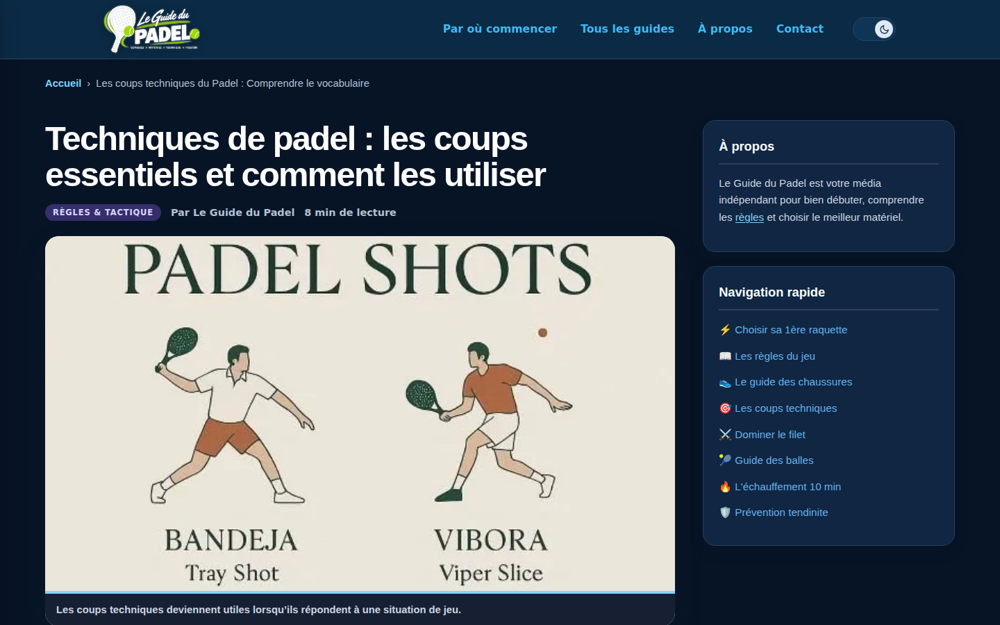 Le Guide du
PADEL
Par où commencer
Tous les guides
À propos
Contact
Accueil › Les coups techniques du Padel : Comprendre le vocabulaire
Techniques de padel : les coups
essentiels et comment les utiliser
RÈGLES & TACTIQUE
Par Le Guide du Padel
8 min de lecture
PADEL SHOTS
BANDEJA
Tray Shot
VIBORA
Viper Slice
Les coups techniques deviennent utiles lorsqu’ils répondent à une situation de jeu.
À propos
Le Guide du Padel est votre média
indépendant pour bien débuter, comprendre
les règles et choisir le meilleur matériel.
Navigation rapide
⚡ Choisir sa 1ère raquette
📖 Les règles du jeu
👟 Le guide des chaussures
🎯 Les coups techniques
⚔️ Dominer le filet
🎾 Guide des balles
🔥 L'échauffement 10 min
🛡️ Prévention tendinite